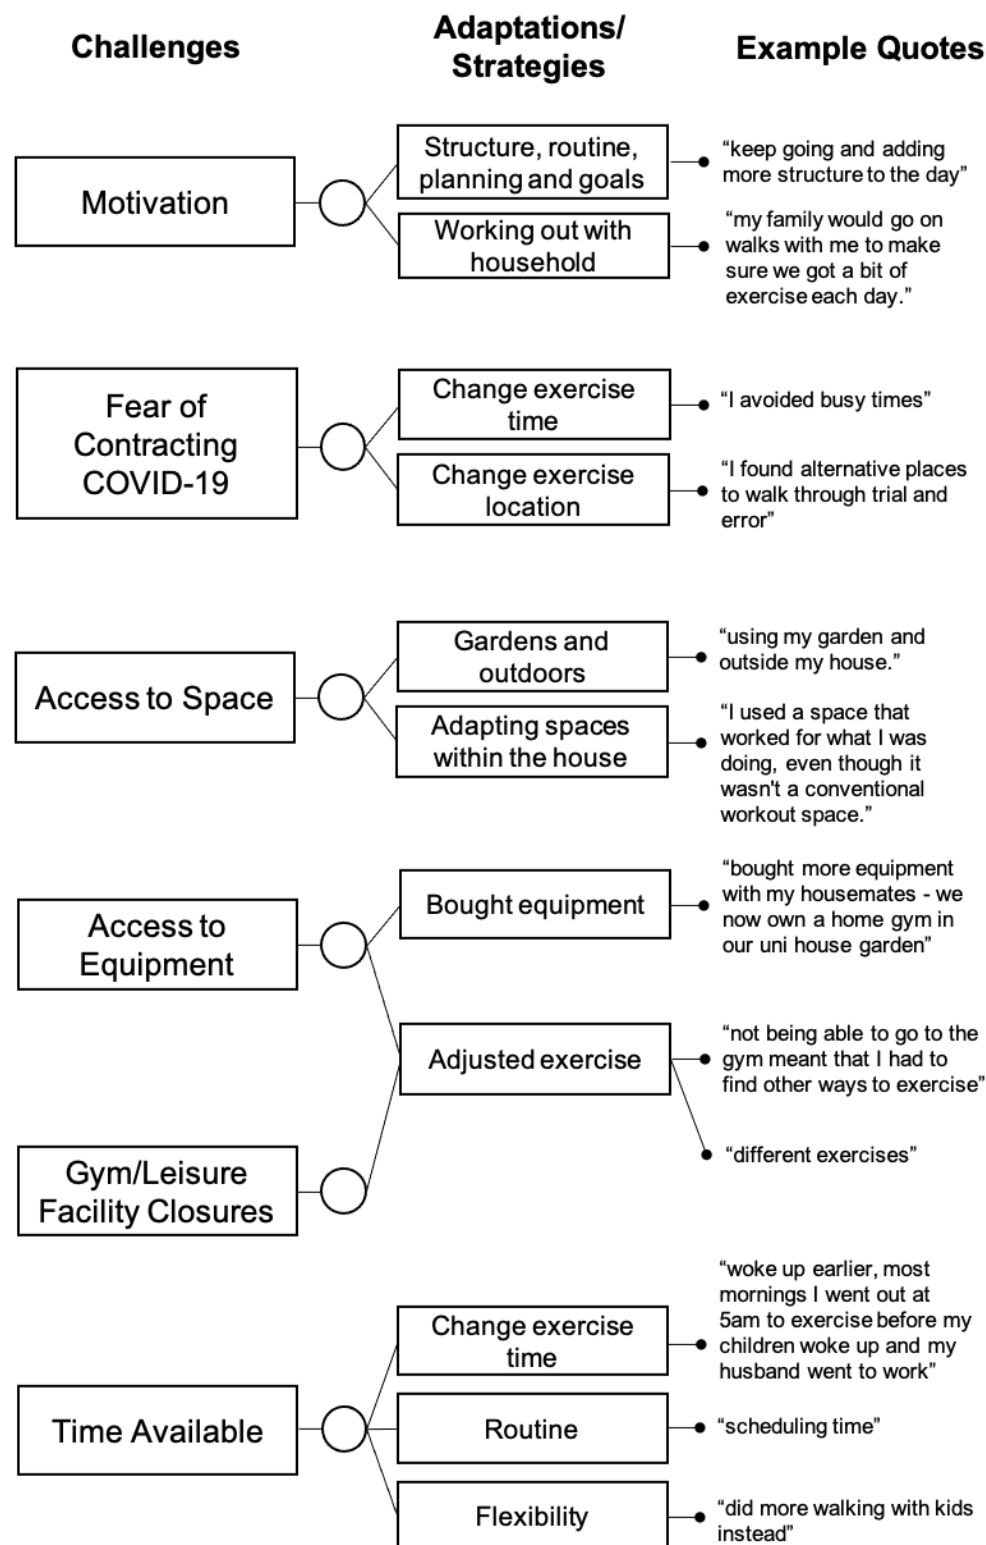 Challenges
Adaptations/
Strategies
Example Quotes
Motivation
Structure, routine,
planning and goals
“keep going and adding
more structure to the day”
Working out with
household
“my family would go on
walks with me to make
sure we got a bit of
exercise each day.”
Fear of
Contracting
COVID-19
Change exercise
time
“I avoided busy times”
Change exercise
location
“I found alternative places
to walk through trial and
error”
Access to Space
Gardens and
outdoors
“using my garden and
outside my house.”
Adapting spaces
within the house
“I used a space that
worked for what I was
doing, even though it
wasn't a conventional
workout space.”
Access to
Equipment
Bought equipment
“bought more equipment
with my housemates - we
now own a home gym in
our uni house garden”
Adjusted exercise
“not being able to go to the
gym meant that I had to
find other ways to exercise”
“different exercises”
Gym/Leisure
Facility Closures
Time Available
Change exercise
time
“woke up earlier, most
mornings I went out at
5am to exercise before my
children woke up and my
husband went to work”
Routine
“scheduling time”
Flexibility
“did more walking with kids
instead”